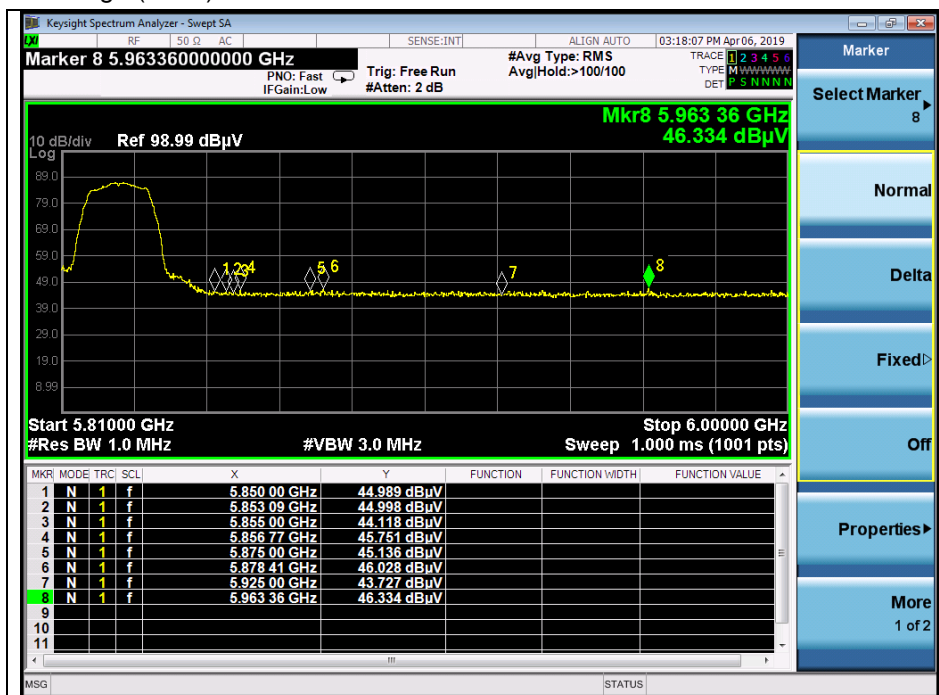 Keysight Spectrum Analyzer - Swept SA
LXI RF 50 Ω AC SENSE:INT ALIGN AUTO 03:18:07 PM Apr 06, 2019
Marker 8 5.963360000000 GHz
PNO: Fast
IFGain:Low
Trig: Free Run
#Atten: 2 dB
#Avg Type: RMS
Avg|Hold:>100/100
TRACE 1 2 3 4 5 6
TYPE M WWWWW
DET P S N N N N
Mkr8 5.963 36 GHz
46.334 dBµV
10 dB/div Ref 98.99 dBµV
Log
89.0
79.0
69.0
59.0
49.0
39.0
29.0
19.0
8.99
1 2 3 4 5 6 7 8
Start 5.81000 GHz Stop 6.00000 GHz
#Res BW 1.0 MHz #VBW 3.0 MHz Sweep 1.000 ms (1001 pts)
MKR MODE TRC SCL X Y FUNCTION FUNCTION WIDTH FUNCTION VALUE
1 N 1 f 5.850 00 GHz 44.989 dBµV
2 N 1 f 5.853 09 GHz 44.998 dBµV
3 N 1 f 5.855 00 GHz 44.118 dBµV
4 N 1 f 5.856 77 GHz 45.751 dBµV
5 N 1 f 5.875 00 GHz 45.136 dBµV
6 N 1 f 5.878 41 GHz 46.028 dBµV
7 N 1 f 5.925 00 GHz 43.727 dBµV
8 N 1 f 5.963 36 GHz 46.334 dBµV
9
10
11
MSG STATUS
Marker
Select Marker
8
Normal
Delta
Fixed
Off
Properties
More
1 of 2